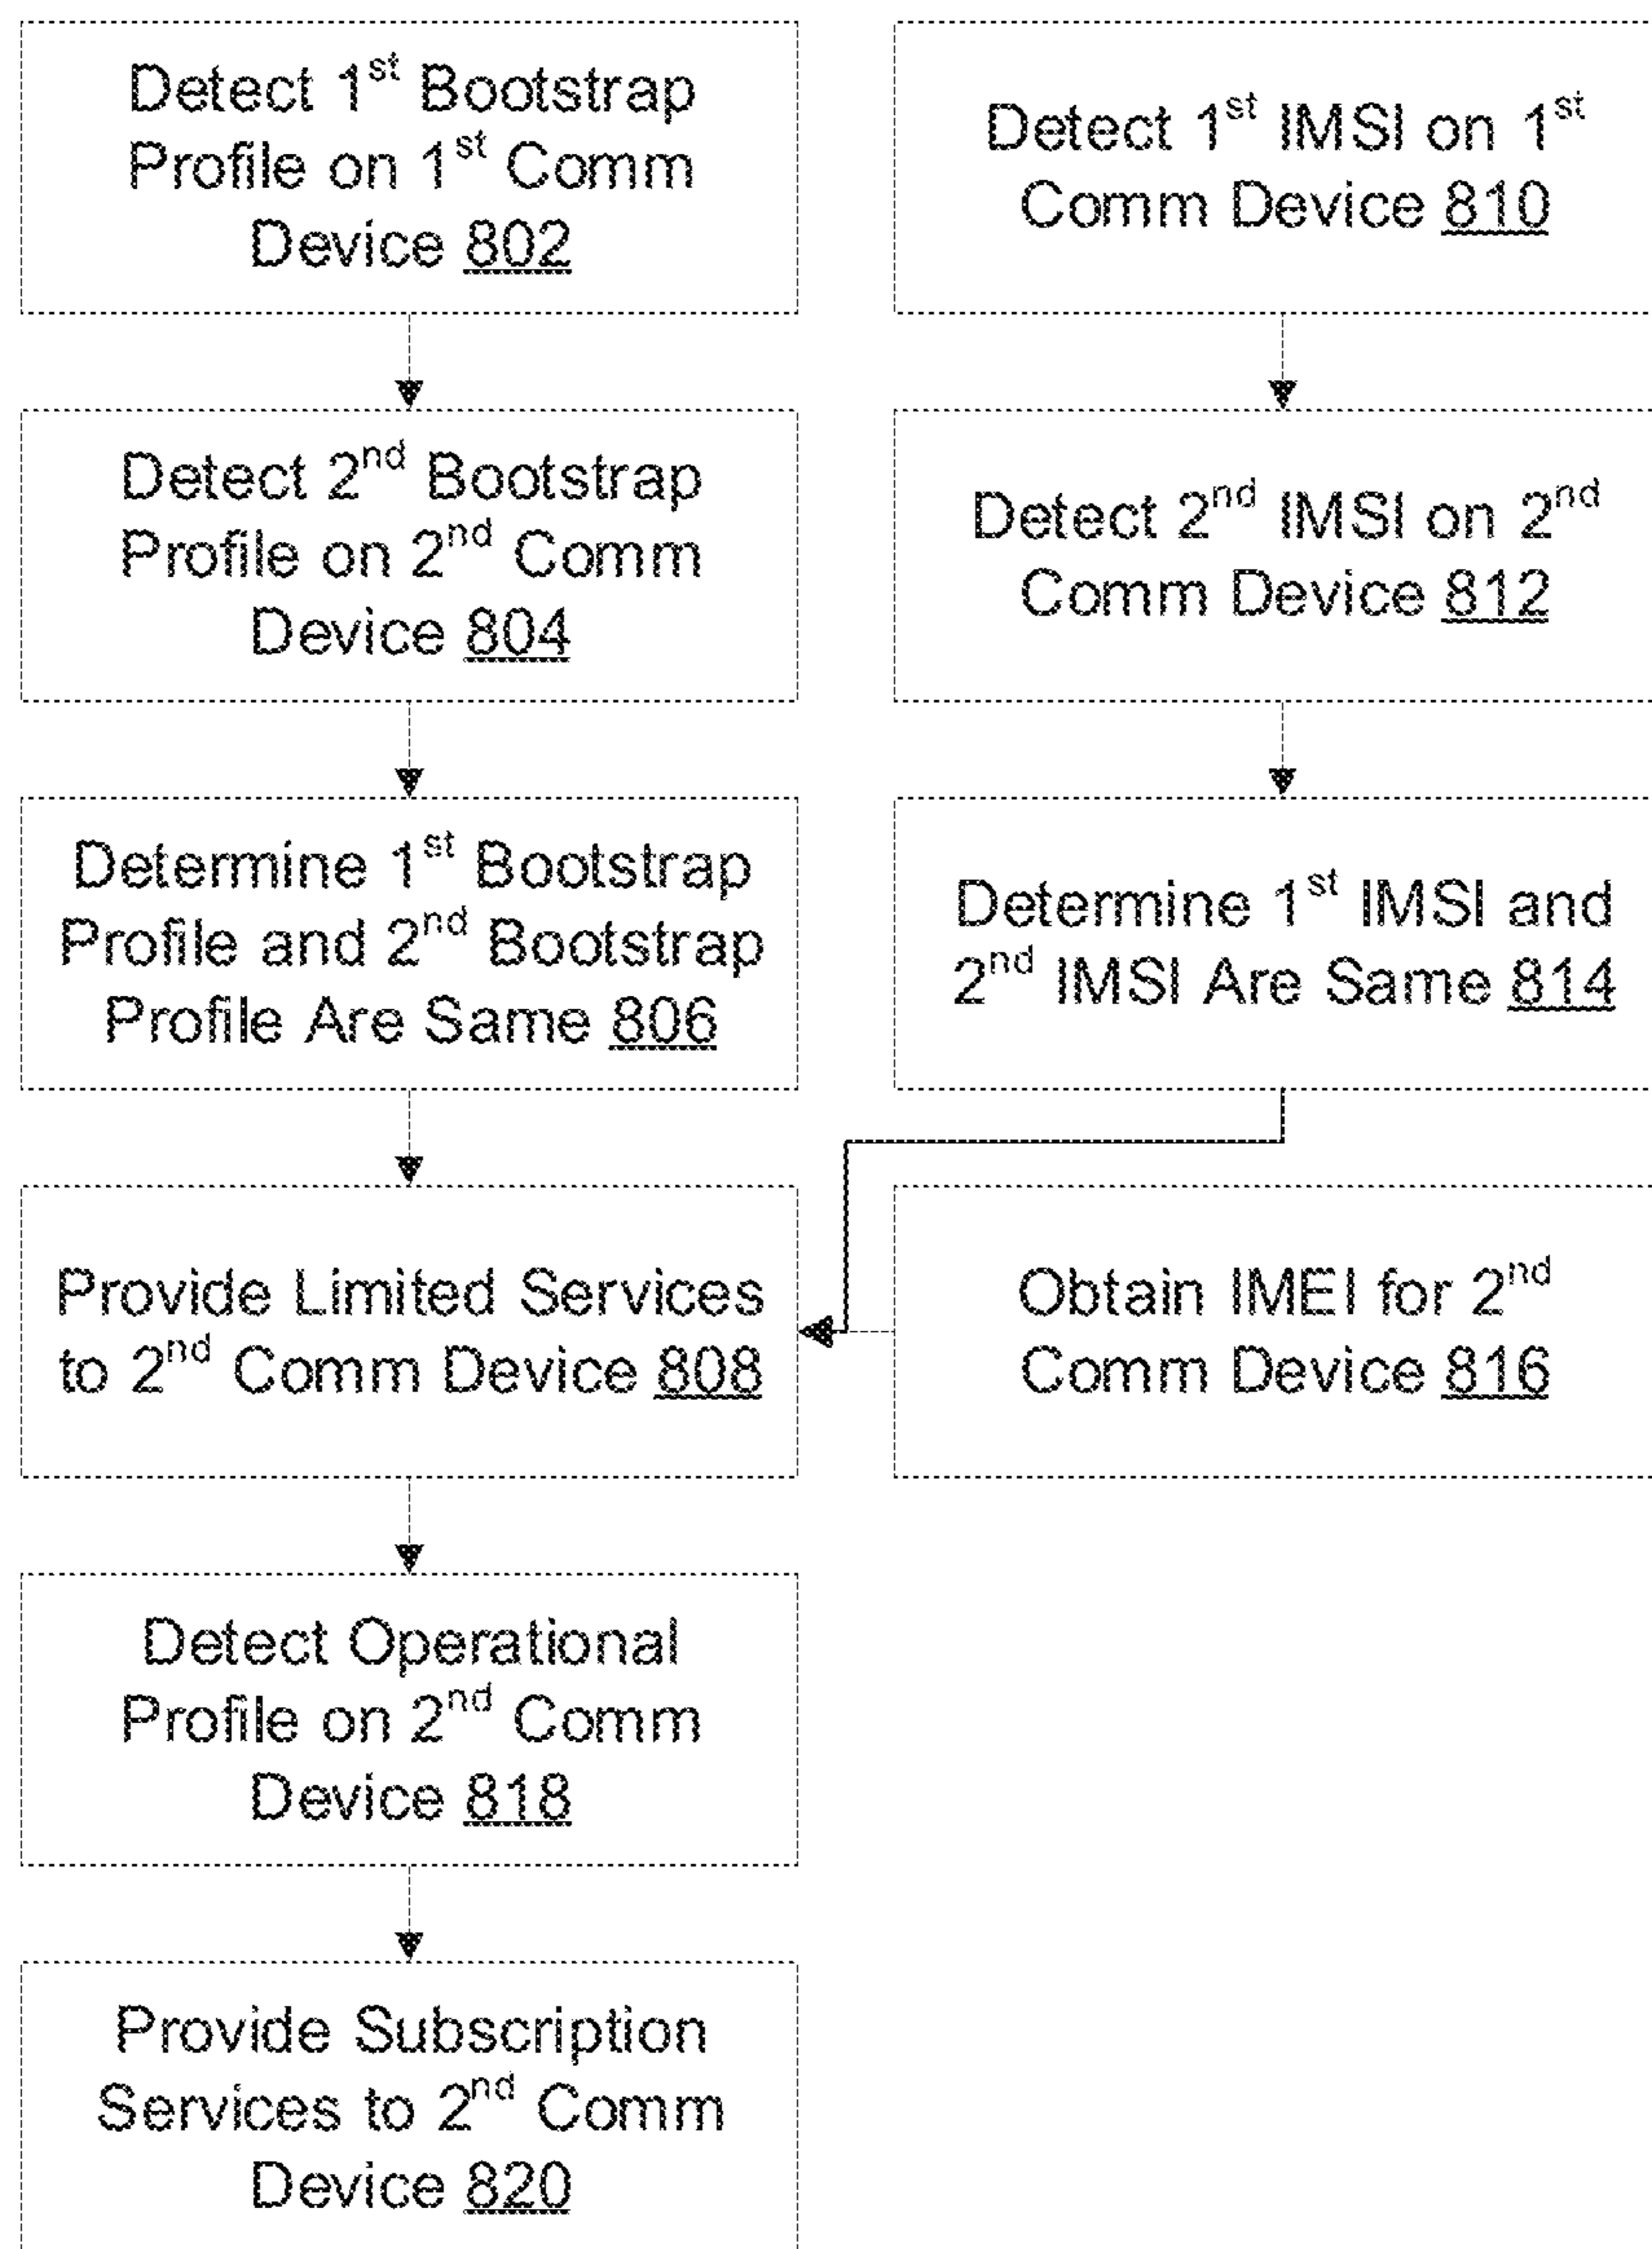 Detect 1st Bootstrap
Profile on 1st Comm
Device 802
Detect 2nd Bootstrap
Profile on 2nd Comm
Device 804
Determine 1st Bootstrap
Profile and 2nd Bootstrap
Profile Are Same 806
Provide Limited Services
to 2nd Comm Device 808
Detect Operational
Profile on 2nd Comm
Device 818
Provide Subscription
Services to 2nd Comm
Device 820
Detect 1st IMSI on 1st
Comm Device 810
Detect 2nd IMSI on 2nd
Comm Device 812
Determine 1st IMSI and
2nd IMSI Are Same 814
Obtain IMEI for 2nd
Comm Device 816